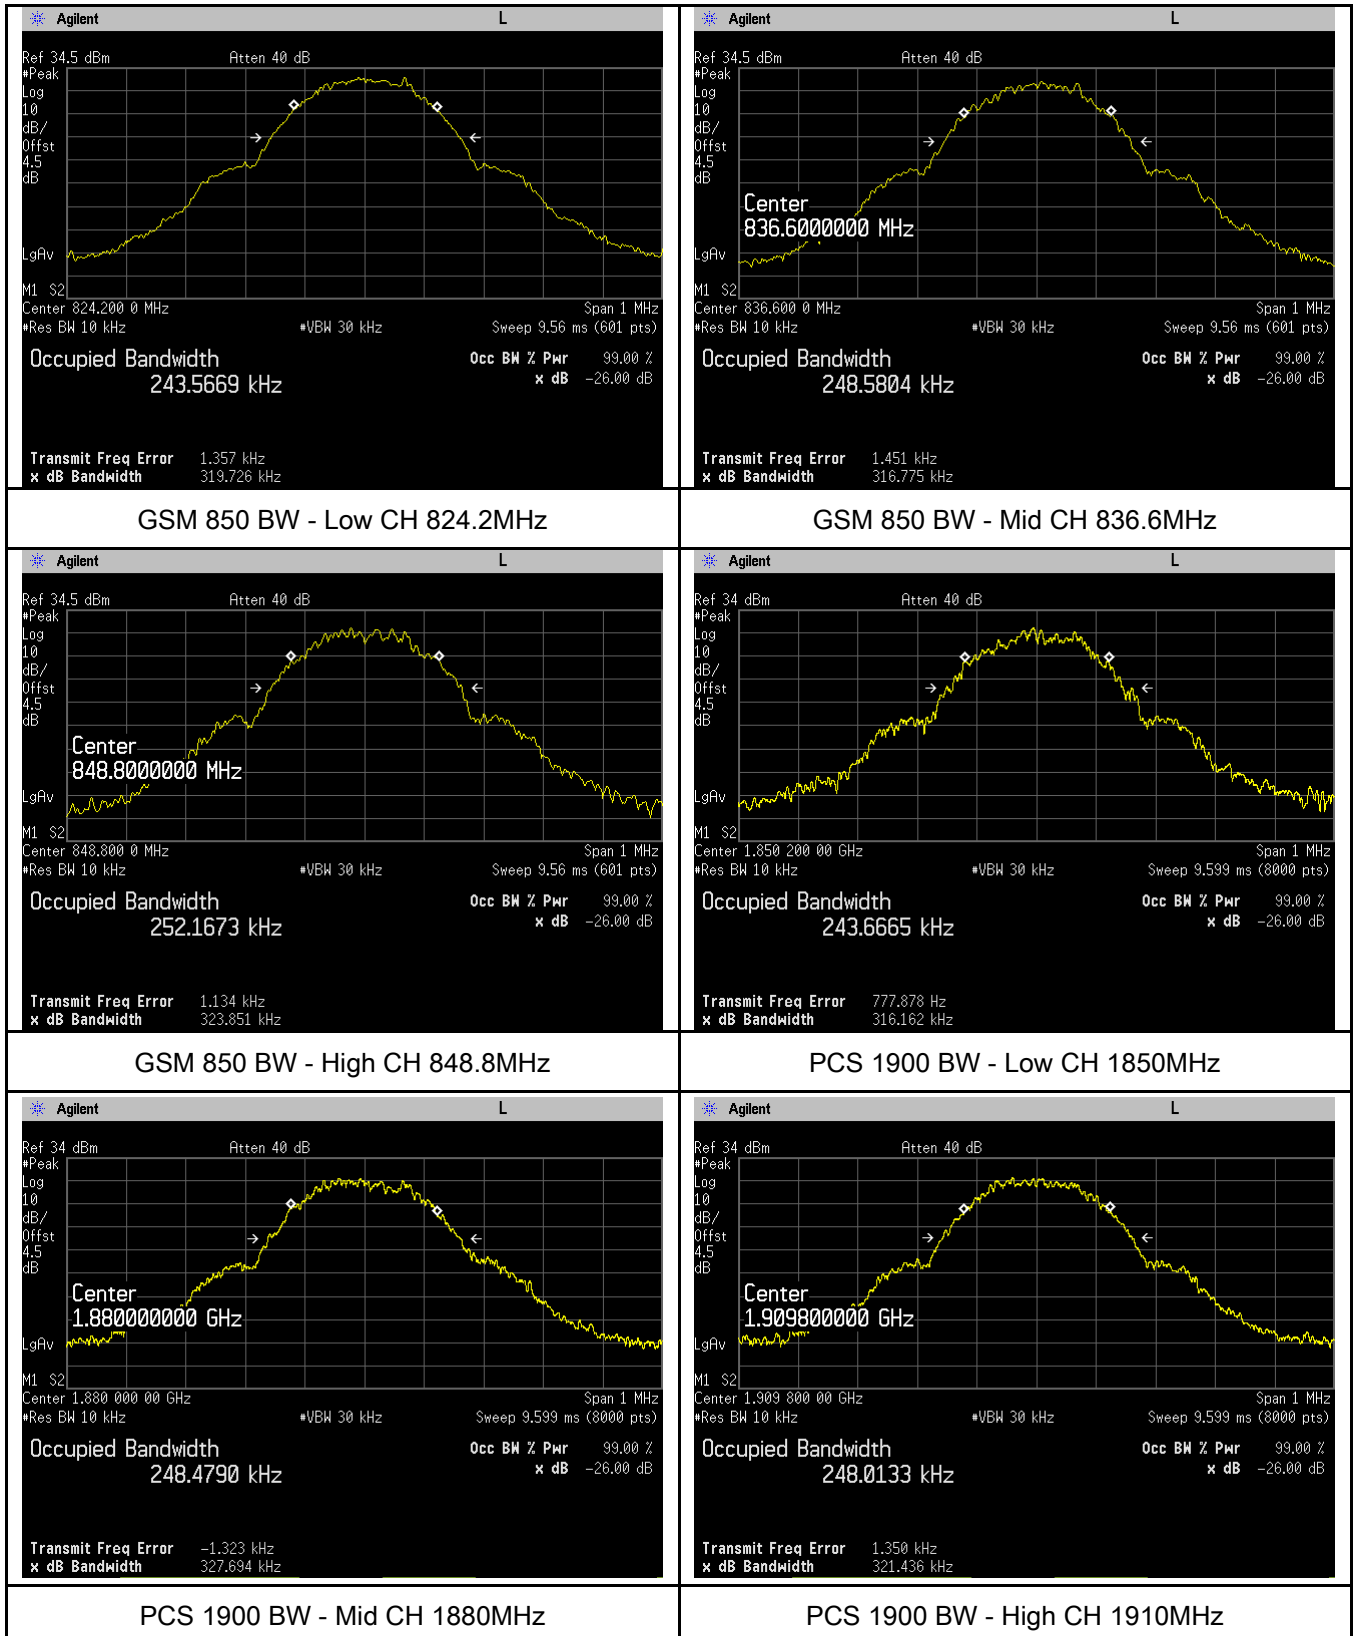 Agilent L
Ref 34.5 dBm Atten 40 dB
#Peak
Log
10
dB/
Offst
4.5
dB
LgAv
M1 S2
Center 824.200 0 MHz Span 1 MHz
#Res BW 10 kHz #VBW 30 kHz Sweep 9.56 ms (601 pts)
Occupied Bandwidth Occ BW % Pwr 99.00 %
243.5669 kHz x dB -26.00 dB
Transmit Freq Error 1.357 kHz
x dB Bandwidth 319.726 kHz
GSM 850 BW - Low CH 824.2MHz
Agilent L
Ref 34.5 dBm Atten 40 dB
#Peak
Log
10
dB/
Offst
4.5
dB
Center
836.6000000 MHz
LgAv
M1 S2
Center 836.600 0 MHz Span 1 MHz
#Res BW 10 kHz #VBW 30 kHz Sweep 9.56 ms (601 pts)
Occupied Bandwidth Occ BW % Pwr 99.00 %
248.5804 kHz x dB -26.00 dB
Transmit Freq Error 1.451 kHz
x dB Bandwidth 316.775 kHz
GSM 850 BW - Mid CH 836.6MHz
Agilent L
Ref 34.5 dBm Atten 40 dB
#Peak
Log
10
dB/
Offst
4.5
dB
Center
848.8000000 MHz
LgAv
M1 S2
Center 848.800 0 MHz Span 1 MHz
#Res BW 10 kHz #VBW 30 kHz Sweep 9.56 ms (601 pts)
Occupied Bandwidth Occ BW % Pwr 99.00 %
252.1673 kHz x dB -26.00 dB
Transmit Freq Error 1.134 kHz
x dB Bandwidth 323.851 kHz
GSM 850 BW - High CH 848.8MHz
Agilent L
Ref 34 dBm Atten 40 dB
#Peak
Log
10
dB/
Offst
4.5
dB
LgAv
M1 S2
Center 1.850 200 00 GHz Span 1 MHz
#Res BW 10 kHz #VBW 30 kHz Sweep 9.599 ms (8000 pts)
Occupied Bandwidth Occ BW % Pwr 99.00 %
243.6665 kHz x dB -26.00 dB
Transmit Freq Error 777.878 Hz
x dB Bandwidth 316.162 kHz
PCS 1900 BW - Low CH 1850MHz
Agilent L
Ref 34 dBm Atten 40 dB
#Peak
Log
10
dB/
Offst
4.5
dB
Center
1.880000000 GHz
LgAv
M1 S2
Center 1.880 000 00 GHz Span 1 MHz
#Res BW 10 kHz #VBW 30 kHz Sweep 9.599 ms (8000 pts)
Occupied Bandwidth Occ BW % Pwr 99.00 %
248.4790 kHz x dB -26.00 dB
Transmit Freq Error -1.323 kHz
x dB Bandwidth 327.694 kHz
PCS 1900 BW - Mid CH 1880MHz
Agilent L
Ref 34 dBm Atten 40 dB
#Peak
Log
10
dB/
Offst
4.5
dB
Center
1.909800000 GHz
LgAv
M1 S2
Center 1.909 800 00 GHz Span 1 MHz
#Res BW 10 kHz #VBW 30 kHz Sweep 9.599 ms (8000 pts)
Occupied Bandwidth Occ BW % Pwr 99.00 %
248.0133 kHz x dB -26.00 dB
Transmit Freq Error 1.350 kHz
x dB Bandwidth 321.436 kHz
PCS 1900 BW - High CH 1910MHz